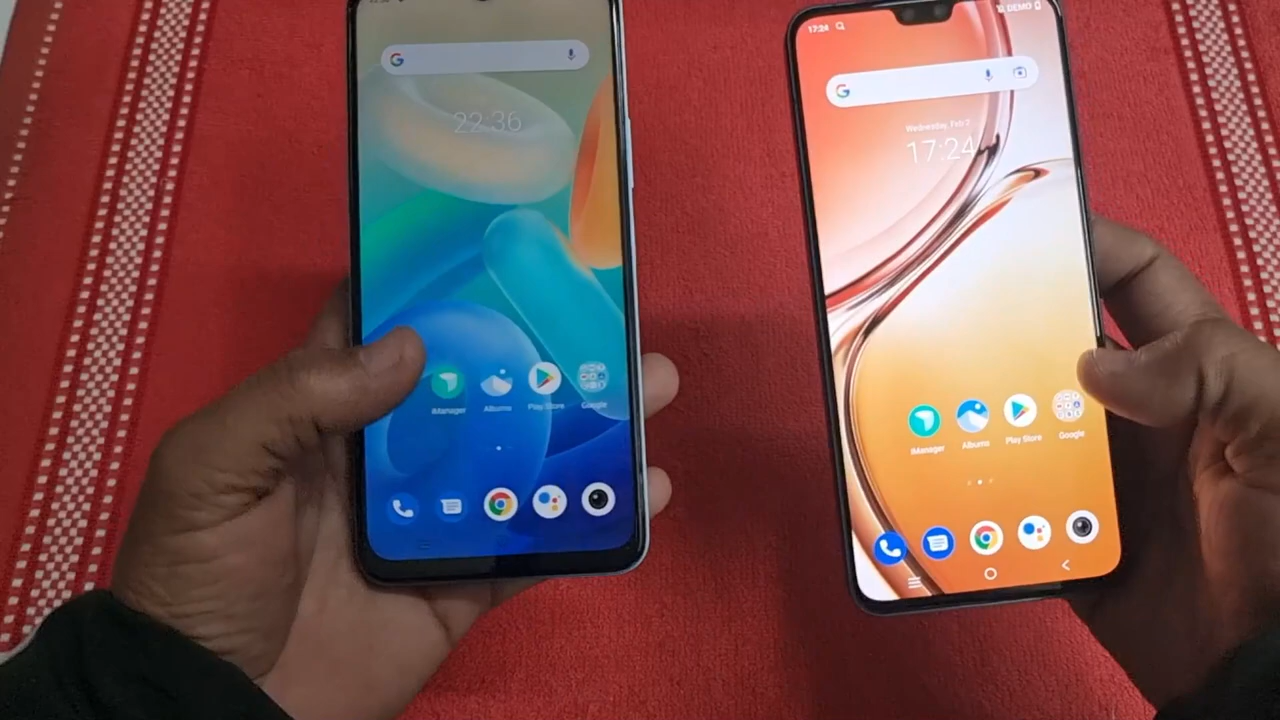 22:36
iManager
Albums
Play Store
Google
17:24
DEMO
Wednesday, Feb 2
17:24
iManager
Albums
Play Store
Google